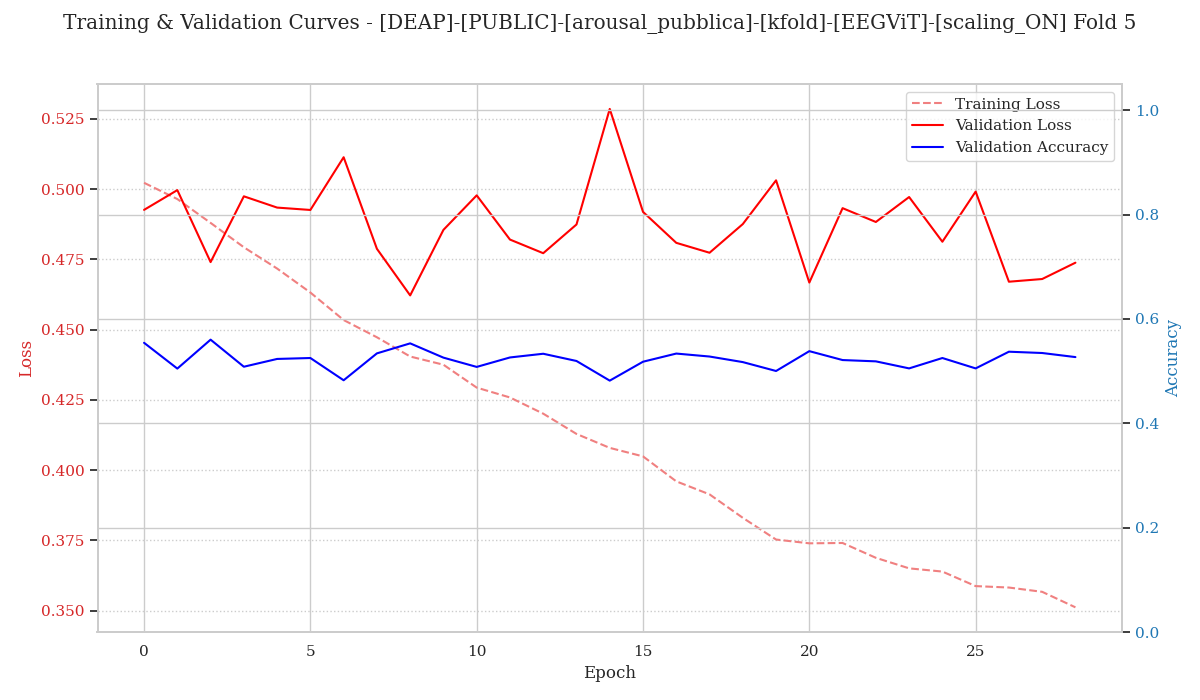 Training & Validation Curves - [DEAP]-[PUBLIC]-[arousal_pubblica]-[kfold]-[EEGViT]-[scaling_ON] Fold 5
Training Loss
Validation Loss
Validation Accuracy
0.525
0.500
0.475
0.450
0.425
0.400
0.375
0.350
Loss
1.0
0.8
0.6
0.4
0.2
0.0
Accuracy
0 5 10 15 20 25
Epoch